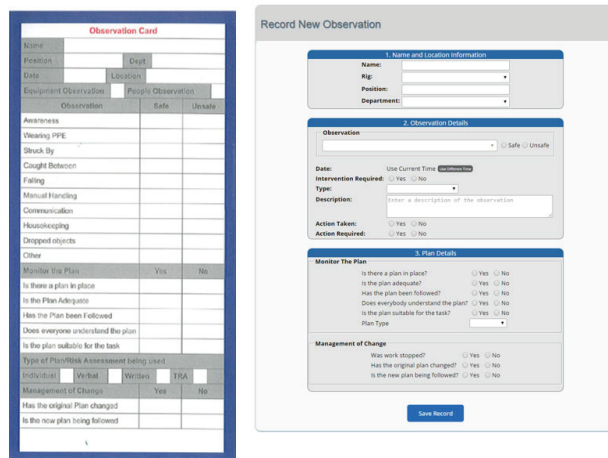 Observation Card
Name
Position Dept
Date Location
Equipment Observation People Observation
Observation Safe Unsafe
Awareness
Wearing PPE
Struck By
Caught Between
Falling
Manual Handling
Communication
Housekeeping
Dropped objects
Other
Monitor the Plan Yes No
Is there a plan in place
Is the Plan Adequate
Has the Plan been Followed
Does everyone understand the plan
Is the plan suitable for the task
Type of Plan/Risk Assessment being used
Individual Verbal Written TRA
Management of Change Yes No
Has the original Plan changed
Is the new plan being followed
Record New Observation
1. Name and Location Information
Name:
Rig:
Position:
Department:
2. Observation Details
Observation
Safe Unsafe
Date: Use Current Time Use Different Time
Intervention Required: Yes No
Type:
Description: Enter a description of the observation
Action Taken: Yes No
Action Required: Yes No
3. Plan Details
Monitor The Plan
Is there a plan in place? Yes No
Is the plan adequate? Yes No
Has the plan been followed? Yes No
Does everybody understand the plan? Yes No
Is the plan suitable for the task? Yes No
Plan Type
Management of Change
Was work stopped? Yes No
Has the original plan changed? Yes No
Is the new plan being followed? Yes No
Save Record